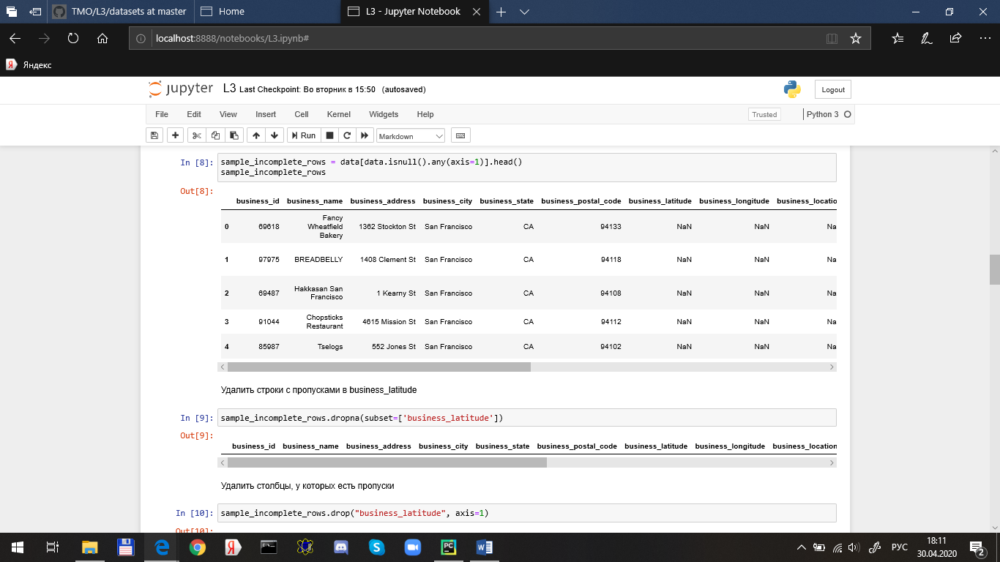 TMO/L3/datasets at master
Home
L3 - Jupyter Notebook
localhost:8888/notebooks/L3.ipynb#
Я Яндекс
jupyter L3 Last Checkpoint: Во вторник в 15:50 (autosaved)
Logout
File Edit View Insert Cell Kernel Widgets Help
Trusted
Python 3
Run
Markdown
In [8]: sample_incomplete_rows = data[data.isnull().any(axis=1)].head()
sample_incomplete_rows
Out[8]:
business_id business_name business_address business_city business_state business_postal_code business_latitude business_longitude business_locatio
0 69618 Fancy Wheatfield Bakery 1362 Stockton St San Francisco CA 94133 NaN NaN Na
1 97975 BREADBELLY 1408 Clement St San Francisco CA 94118 NaN NaN Na
2 69487 Hakkasan San Francisco 1 Kearny St San Francisco CA 94108 NaN NaN Na
3 91044 Chopsticks Restaurant 4615 Mission St San Francisco CA 94112 NaN NaN Na
4 85987 Tselogs 552 Jones St San Francisco CA 94102 NaN NaN Na
Удалить строки с пропусками в business_latitude
In [9]: sample_incomplete_rows.dropna(subset=['business_latitude'])
Out[9]:
business_id business_name business_address business_city business_state business_postal_code business_latitude business_longitude business_location
Удалить столбцы, у которых есть пропуски
In [10]: sample_incomplete_rows.drop("business_latitude", axis=1)
Out[10]:
РУС
18:11
30.04.2020
2